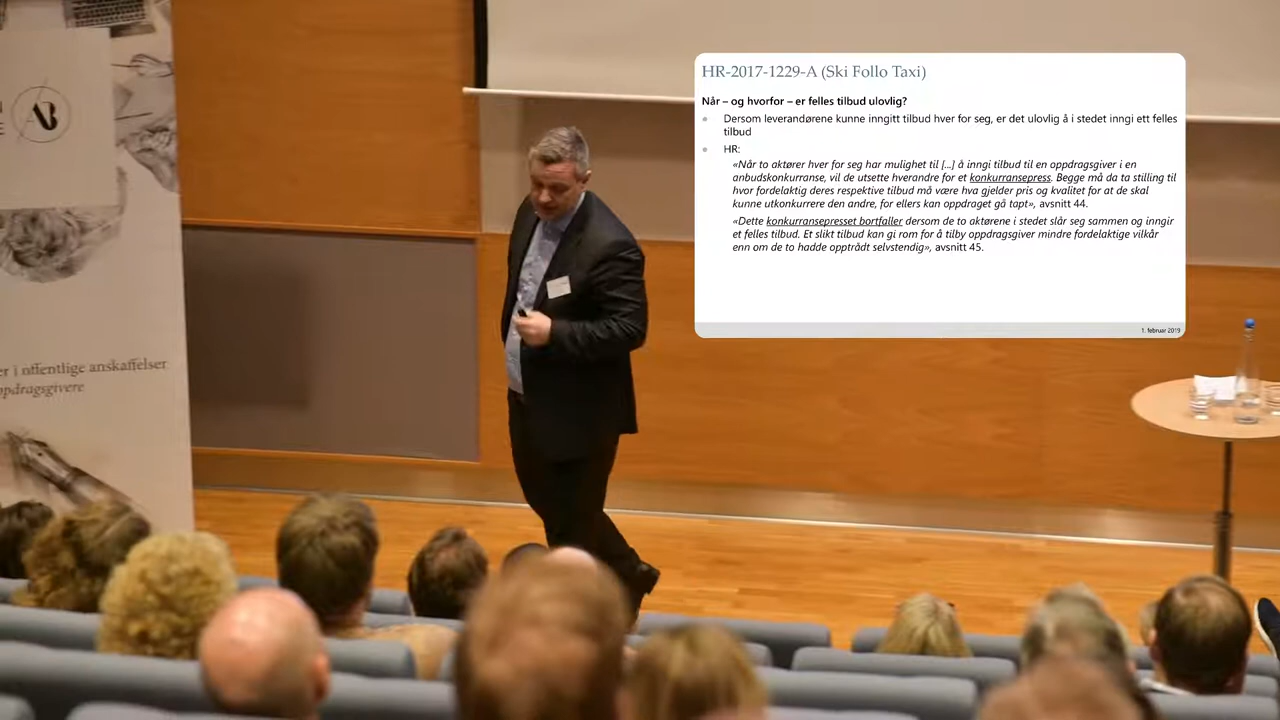 AB
er i offentlige anskaffelser
oppdragsgivere
HR-2017-1229-A (Ski Follo Taxi)
Når – og hvorfor – er felles tilbud ulovlig?
Dersom leverandørene kunne inngitt tilbud hver for seg, er det ulovlig å i stedet inngi ett felles
tilbud
HR:
«Når to aktører hver for seg har mulighet til [...] å inngi tilbud til en oppdragsgiver i en
anbudskonkurranse, vil de utsette hverandre for et konkurransepress. Begge må da ta stilling til
hvor fordelaktig deres respektive tilbud må være hva gjelder pris og kvalitet for at de skal
kunne utkonkurrere den andre, for ellers kan oppdraget gå tapt», avsnitt 44.
«Dette konkurransepresset bortfaller dersom de to aktørene i stedet slår seg sammen og inngir
et felles tilbud. Et slikt tilbud kan gi rom for å tilby oppdragsgiver mindre fordelaktige vilkår
enn om de to hadde opptrådt selvstendig», avsnitt 45.
1. februar 2019